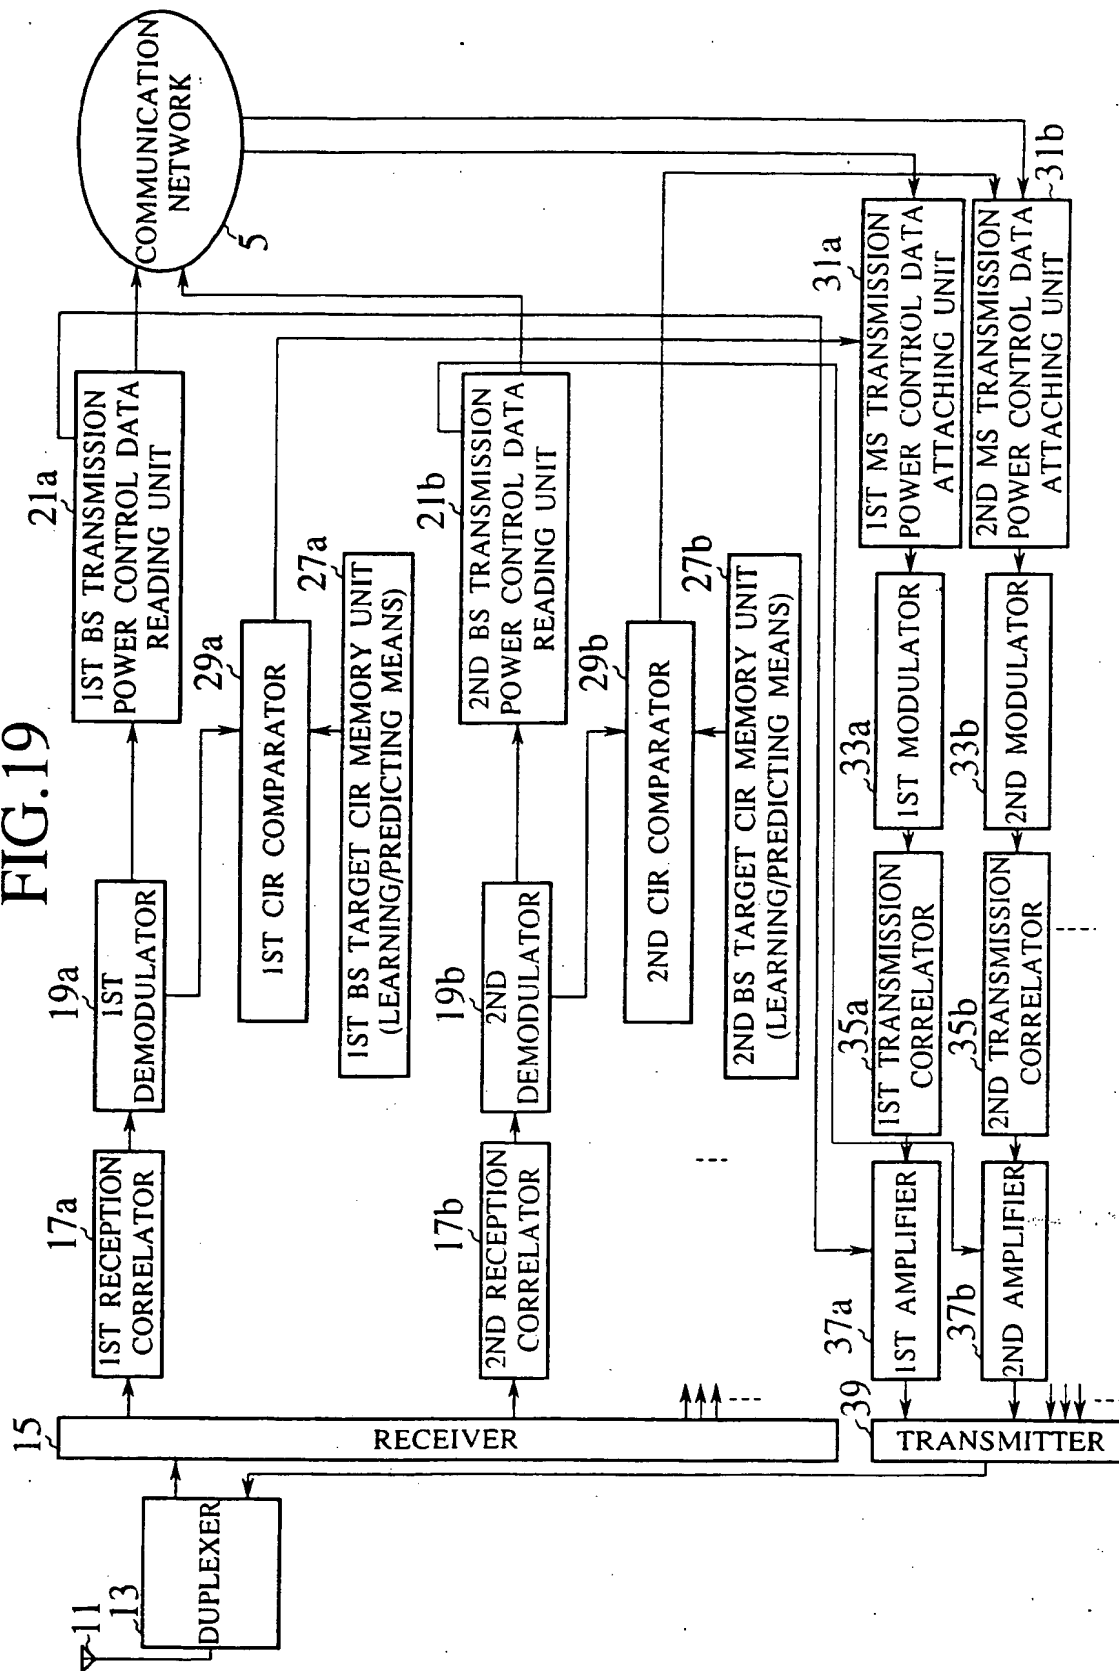 FIG.19
11
13
DUPLEXER
15
RECEIVER
17a
1ST RECEPTION
CORRELATOR
19a
1ST
DEMODULATOR
21a
1ST BS TRANSMISSION
POWER CONTROL DATA
READING UNIT
COMMUNICATION
NETWORK
5
29a
1ST CIR COMPARATOR
27a
1ST BS TARGET CIR MEMORY UNIT
(LEARNING/PREDICTING MEANS)
17b
2ND RECEPTION
CORRELATOR
19b
2ND
DEMODULATOR
21b
2ND BS TRANSMISSION
POWER CONTROL DATA
READING UNIT
29b
2ND CIR COMPARATOR
27b
2ND BS TARGET CIR MEMORY UNIT
(LEARNING/PREDICTING MEANS)
39
TRANSMITTER
37a
1ST AMPLIFIER
35a
1ST TRANSMISSION
CORRELATOR
33a
1ST MODULATOR
31a
1ST MS TRANSMISSION
POWER CONTROL DATA
ATTACHING UNIT
37b
2ND AMPLIFIER
35b
2ND TRANSMISSION
CORRELATOR
33b
2ND MODULATOR
31b
2ND MS TRANSMISSION
POWER CONTROL DATA
ATTACHING UNIT